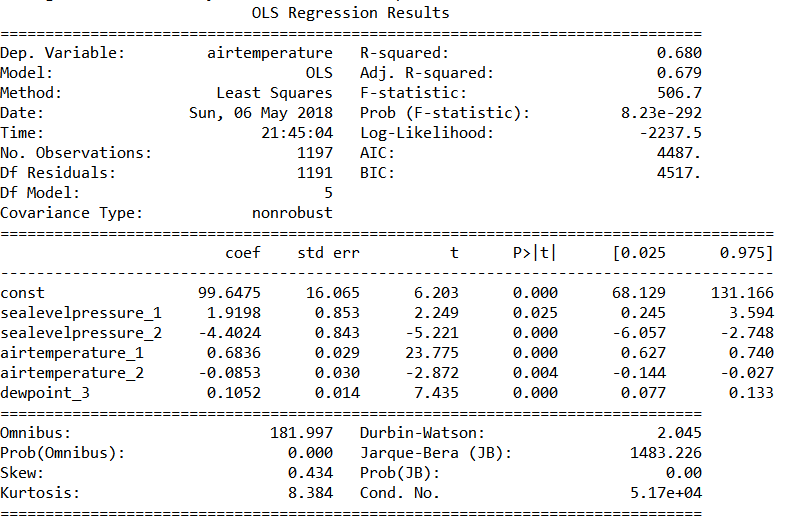 OLS Regression Results
==============================================================================
Dep. Variable: airtemperature R-squared: 0.680
Model: OLS Adj. R-squared: 0.679
Method: Least Squares F-statistic: 506.7
Date: Sun, 06 May 2018 Prob (F-statistic): 8.23e-292
Time: 21:45:04 Log-Likelihood: -2237.5
No. Observations: 1197 AIC: 4487.
Df Residuals: 1191 BIC: 4517.
Df Model: 5
Covariance Type: nonrobust
======================================================================================
coef std err t P>|t| [0.025 0.975]
--------------------------------------------------------------------------------------
const 99.6475 16.065 6.203 0.000 68.129 131.166
sealevelpressure_1 1.9198 0.853 2.249 0.025 0.245 3.594
sealevelpressure_2 -4.4024 0.843 -5.221 0.000 -6.057 -2.748
airtemperature_1 0.6836 0.029 23.775 0.000 0.627 0.740
airtemperature_2 -0.0853 0.030 -2.872 0.004 -0.144 -0.027
dewpoint_3 0.1052 0.014 7.435 0.000 0.077 0.133
==============================================================================
Omnibus: 181.997 Durbin-Watson: 2.045
Prob(Omnibus): 0.000 Jarque-Bera (JB): 1483.226
Skew: 0.434 Prob(JB): 0.00
Kurtosis: 8.384 Cond. No. 5.17e+04
==============================================================================